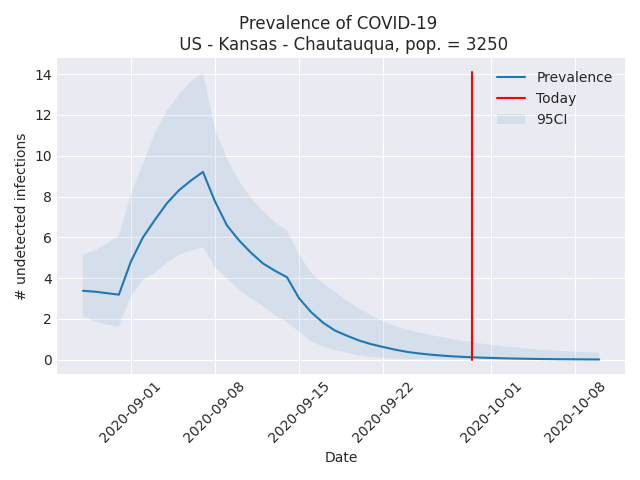 Prevalence of COVID-19
US - Kansas - Chautauqua, pop. = 3250
Prevalence
Today
95CI
# undetected infections
14
12
10
8
6
4
2
0
2020-09-01
2020-09-08
2020-09-15
2020-09-22
2020-10-01
2020-10-08
Date